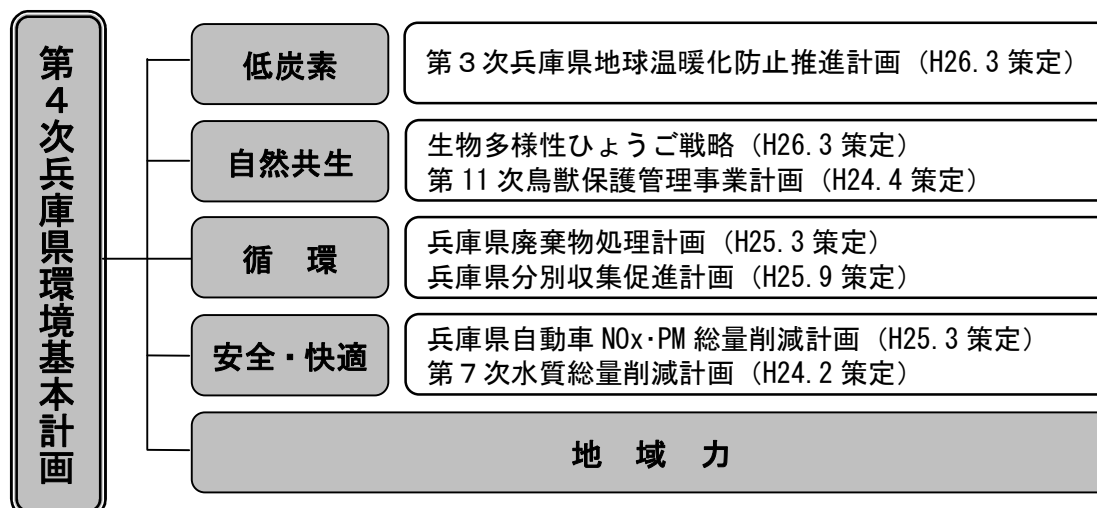 第４次兵庫県環境基本計画
低炭素
第３次兵庫県地球温暖化防止推進計画（H26.3 策定）
自然共生
生物多様性ひょうご戦略（H26.3 策定）
第 11 次鳥獣保護管理事業計画（H24.4 策定）
循　環
兵庫県廃棄物処理計画（H25.3 策定）
兵庫県分別収集促進計画（H25.9 策定）
安全・快適
兵庫県自動車 NOx･PM 総量削減計画（H25.3 策定）
第７次水質総量削減計画（H24.2 策定）
地　域　力